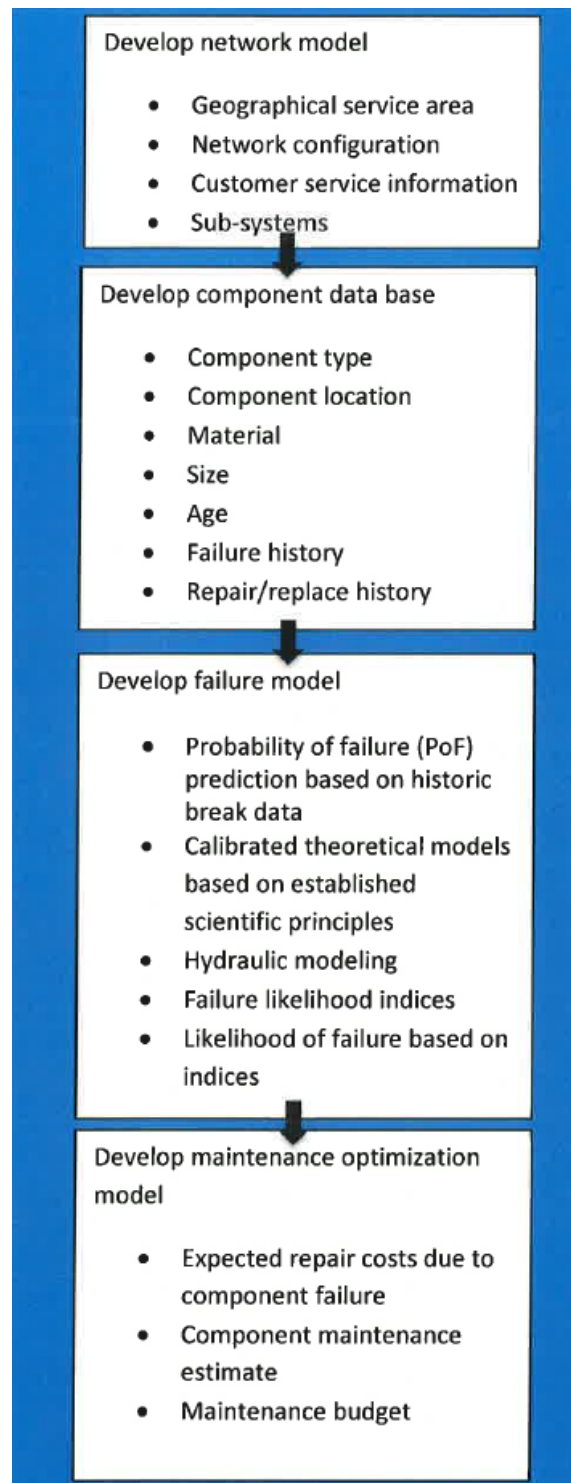 Develop network model
• Geographical service area
• Network configuration
• Customer service information
• Sub-systems
Develop component data base
• Component type
• Component location
• Material
• Size
• Age
• Failure history
• Repair/replace history
Develop failure model
• Probability of failure (PoF)
prediction based on historic
break data
• Calibrated theoretical models
based on established
scientific principles
• Hydraulic modeling
• Failure likelihood indices
• Likelihood of failure based on
indices
Develop maintenance optimization
model
• Expected repair costs due to
component failure
• Component maintenance
estimate
• Maintenance budget